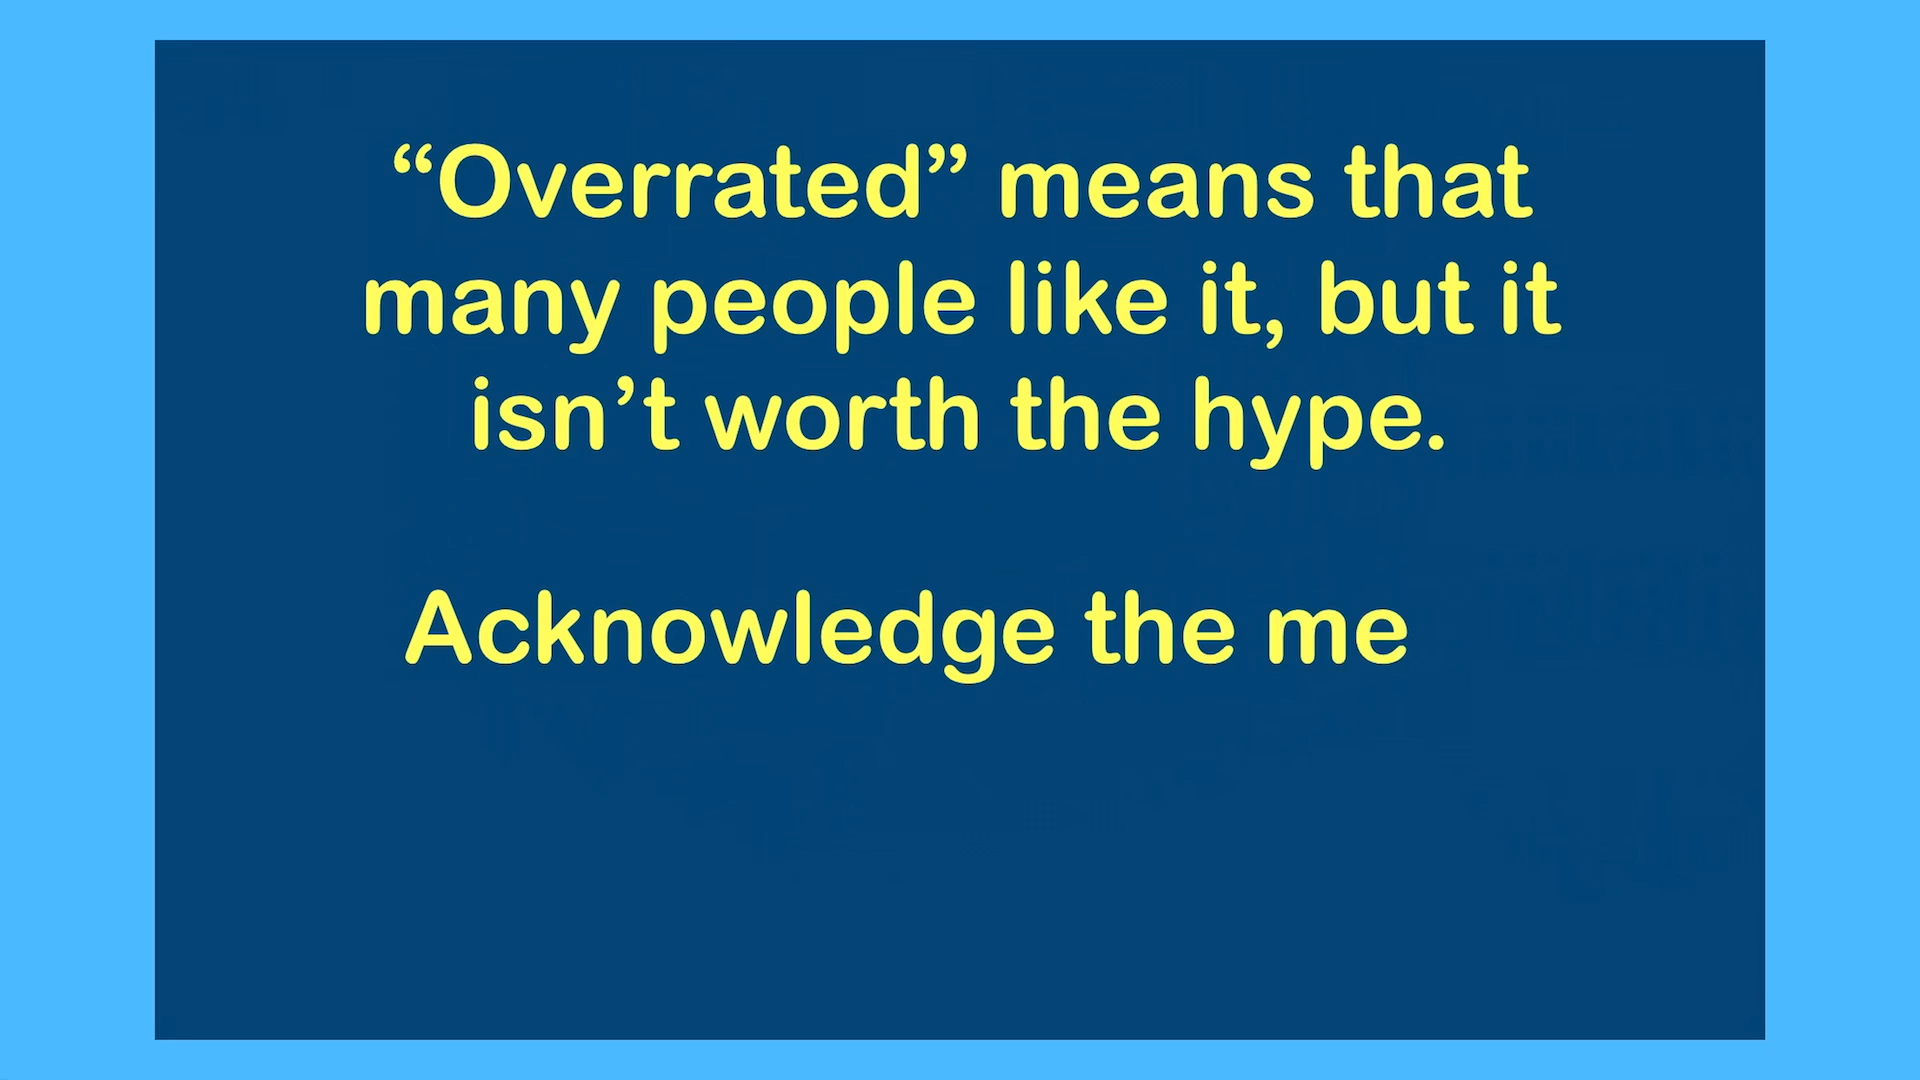 “Overrated” means that
many people like it, but it
isn’t worth the hype.
Acknowledge the me